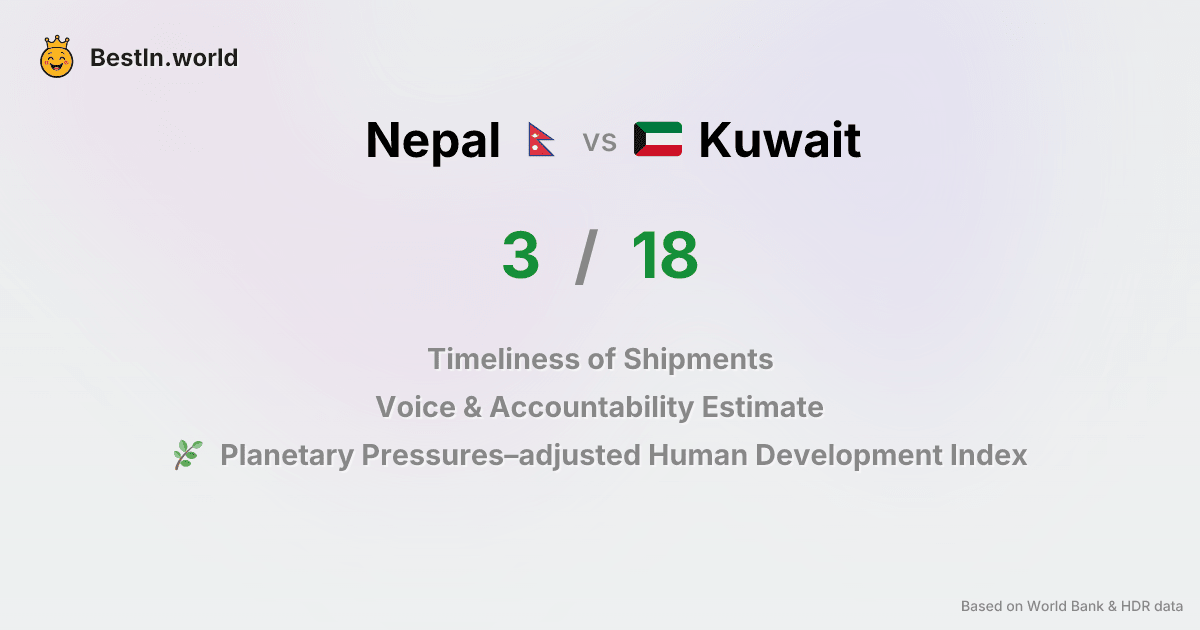 BestIn.world
Nepal vs Kuwait
3 / 18
Timeliness of Shipments
Voice & Accountability Estimate
Planetary Pressures–adjusted Human Development Index
Based on World Bank & HDR data